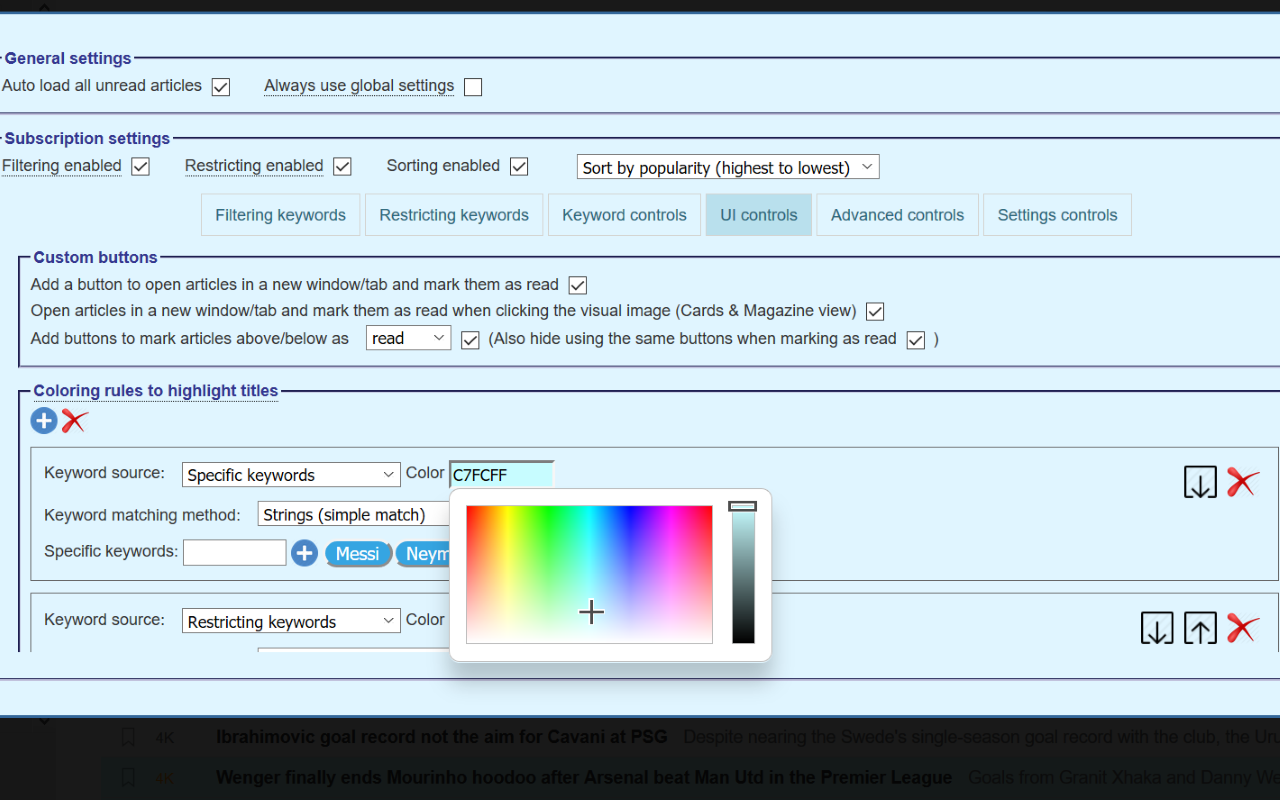 General settings
Auto load all unread articles Always use global settings
Subscription settings
Filtering enabled Restricting enabled Sorting enabled Sort by popularity (highest to lowest)
Filtering keywords Restricting keywords Keyword controls UI controls Advanced controls Settings controls
Custom buttons
Add a button to open articles in a new window/tab and mark them as read
Open articles in a new window/tab and mark them as read when clicking the visual image (Cards & Magazine view)
Add buttons to mark articles above/below as read (Also hide using the same buttons when marking as read )
Coloring rules to highlight titles
Keyword source: Specific keywords Color C7FCFF
Keyword matching method: Strings (simple match)
Specific keywords: Messi Neym
Keyword source: Restricting keywords Color
4K Ibrahimovic goal record not the aim for Cavani at PSG Despite nearing the Swede's single-season goal record with the club, the Uru
4K Wenger finally ends Mourinho hoodoo after Arsenal beat Man Utd in the Premier League Goals from Granit Xhaka and Danny We